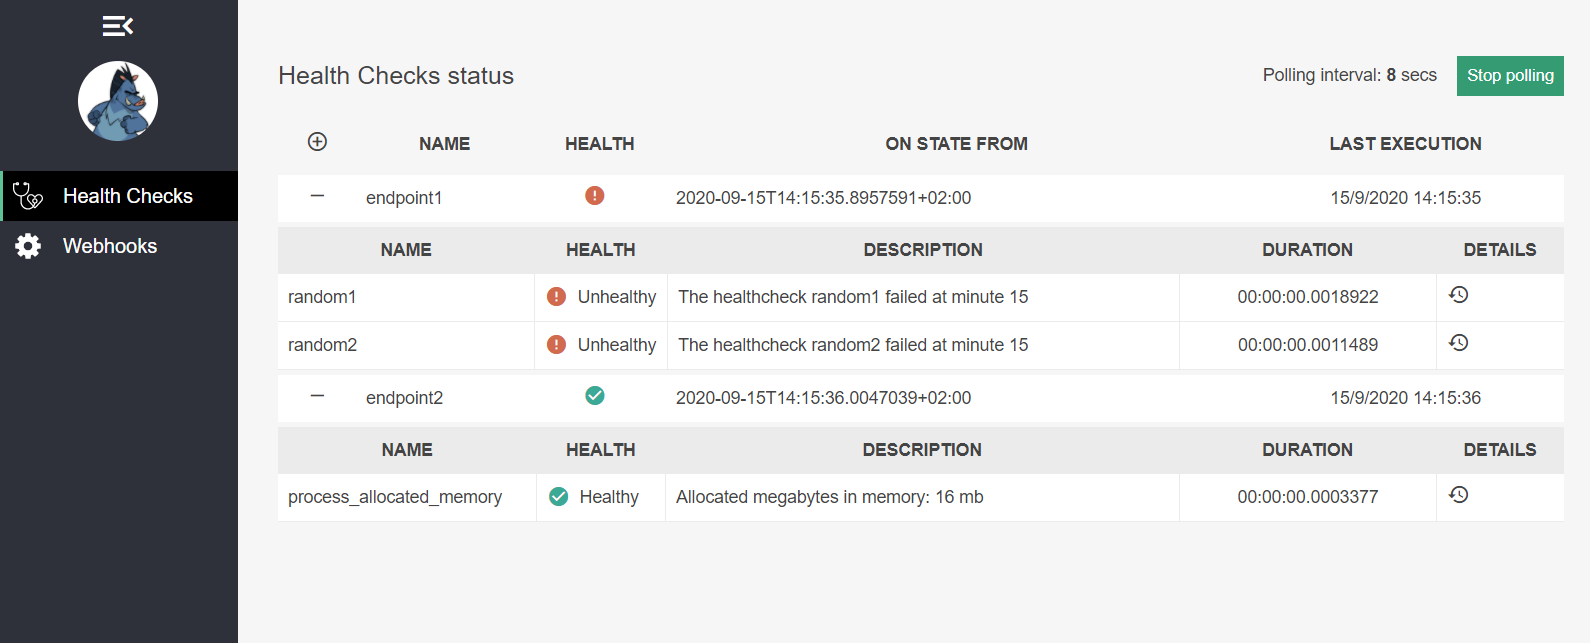 Health Checks status
Polling interval: 8 secs
Stop polling
Health Checks
Webhooks
NAME HEALTH ON STATE FROM LAST EXECUTION
endpoint1 2020-09-15T14:15:35.8957591+02:00 15/9/2020 14:15:35
NAME HEALTH DESCRIPTION DURATION DETAILS
random1 Unhealthy The healthcheck random1 failed at minute 15 00:00:00.0018922
random2 Unhealthy The healthcheck random2 failed at minute 15 00:00:00.0011489
endpoint2 2020-09-15T14:15:36.0047039+02:00 15/9/2020 14:15:36
NAME HEALTH DESCRIPTION DURATION DETAILS
process_allocated_memory Healthy Allocated megabytes in memory: 16 mb 00:00:00.0003377